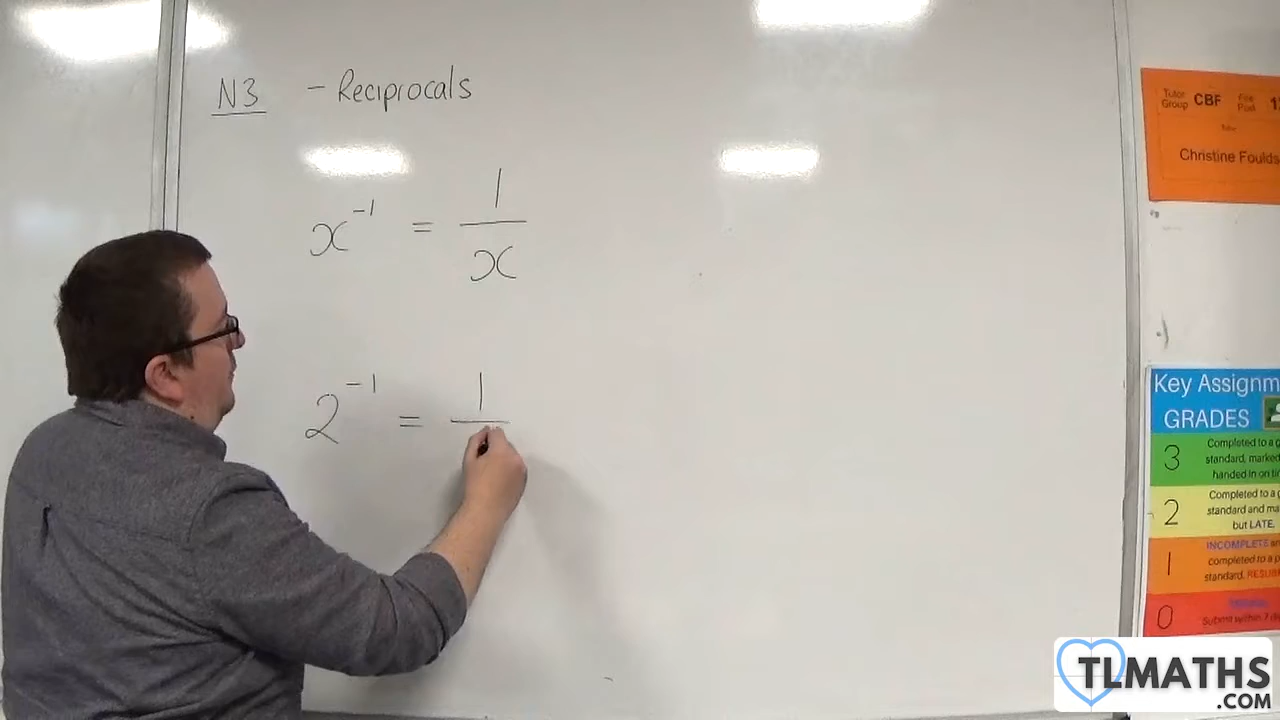 N3 - Reciprocals
x⁻¹ = 1/x
2⁻¹ = 1/
Tutor Group CBF
Christine Foulds
Key Assignm
GRADES
3 Completed to a g
standard, marked
handed in on ti
2 Completed to a g
standard and ma
but LATE,
1 INCOMPLETE
completed to a p
standard. RESUB
0
Submit within 7 da
TLMATHS
.COM